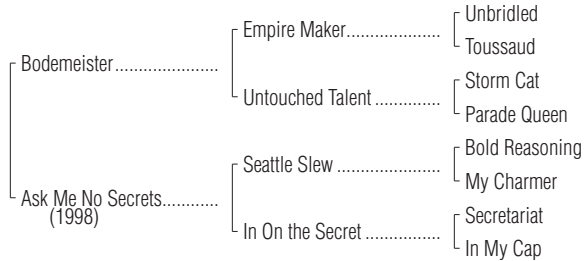 Unbridled
Empire Maker....................
Toussaud
Bodemeister......................
Storm Cat
Untouched Talent ..............
Parade Queen
Bold Reasoning
Seattle Slew ......................
My Charmer
Ask Me No Secrets............
(1998)
Secretariat
In On the Secret ................
In My Cap